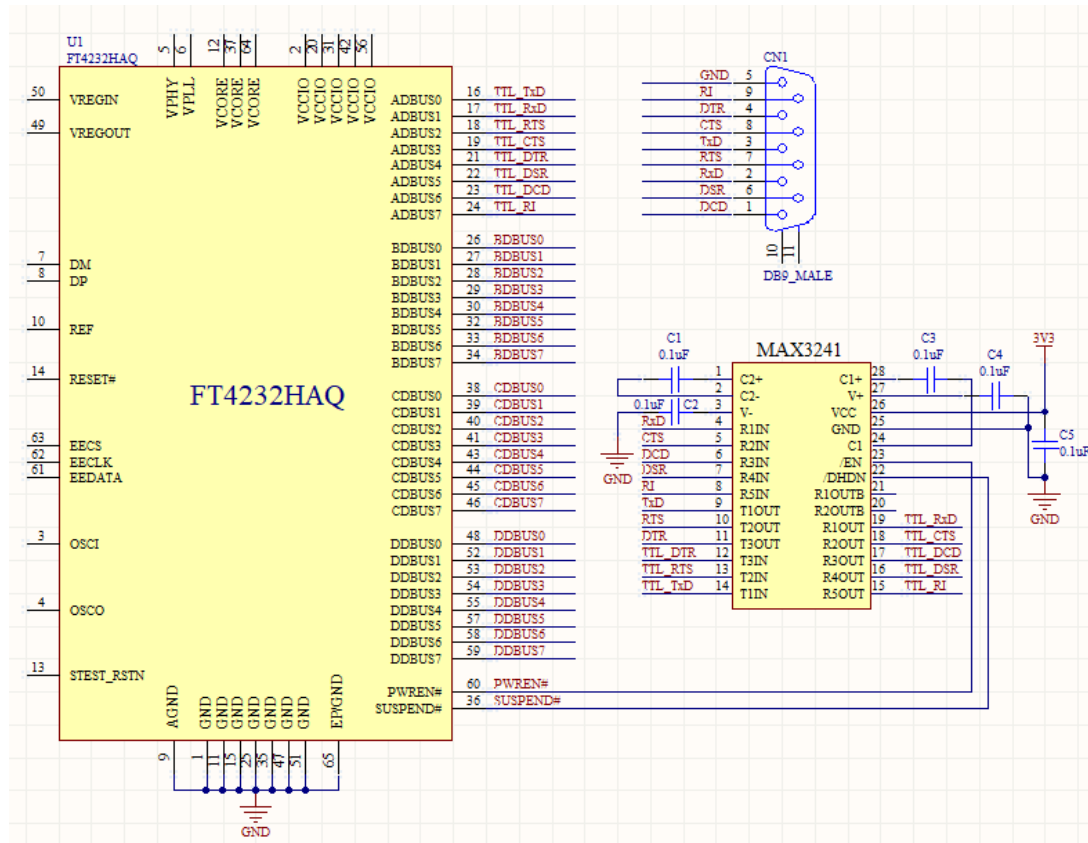 U1
FT4232HAQ
5 6 12 37 64 2 20 31 42 56
VPHY VPLL VCORE VCORE VCORE VCCIO VCCIO VCCIO VCCIO VCCIO
50 VREGIN
49 VREGOUT
7 DM
8 DP
10 REF
14 RESET#
FT4232HAQ
63 EECS
62 EECLK
61 EEDATA
3 OSCI
4 OSCO
13 STEST_RSTN
ADBUS0 16 TTL_TxD
ADBUS1 17 TTL_RxD
ADBUS2 18 TTL_RTS
ADBUS3 19 TTL_CTS
ADBUS4 21 TTL_DTR
ADBUS5 22 TTL_DSR
ADBUS6 23 TTL_DCD
ADBUS7 24 TTL_RI
BDBUS0 26 BDBUS0
BDBUS1 27 BDBUS1
BDBUS2 28 BDBUS2
BDBUS3 29 BDBUS3
BDBUS4 30 BDBUS4
BDBUS5 32 BDBUS5
BDBUS6 33 BDBUS6
BDBUS7 34 BDBUS7
CDBUS0 38 CDBUS0
CDBUS1 39 CDBUS1
CDBUS2 40 CDBUS2
CDBUS3 41 CDBUS3
CDBUS4 43 CDBUS4
CDBUS5 44 CDBUS5
CDBUS6 45 CDBUS6
CDBUS7 46 CDBUS7
DDBUS0 48 DDBUS0
DDBUS1 52 DDBUS1
DDBUS2 53 DDBUS2
DDBUS3 54 DDBUS3
DDBUS4 55 DDBUS4
DDBUS5 57 DDBUS5
DDBUS6 58 DDBUS6
DDBUS7 59 DDBUS7
PWREN# 60 PWREN#
SUSPEND# 36 SUSPEND#
AGND GND GND GND GND GND GND GND EP/GND
9 1 11 15 25 35 47 51 65
GND
CN1
GND 5
RI 9
DTR 4
CTS 8
TxD 3
RTS 7
RxD 2
DSR 6
DCD 1
10 11
DB9_MALE
C1
0.1uF
0.1uF C2
GND
MAX3241
1 C2+
2 C2-
3 V-
RxD 4 R1IN
CTS 5 R2IN
DCD 6 R3IN
DSR 7 R4IN
RI 8 R5IN
TxD 9 T1OUT
RTS 10 T2OUT
DTR 11 T3OUT
TTL_DTR 12 T3IN
TTL_RTS 13 T2IN
TTL_TxD 14 T1IN
C1+ 28
V+ 27
VCC 26
GND 25
C1 24
/EN 23
/DHDN 22
R1OUTB 21
R2OUTB 20
R1OUT 19 TTL_RxD
R2OUT 18 TTL_CTS
R3OUT 17 TTL_DCD
R4OUT 16 TTL_DSR
R5OUT 15 TTL_RI
C3
0.1uF
C4
0.1uF
3V3
C5
0.1uF
GND